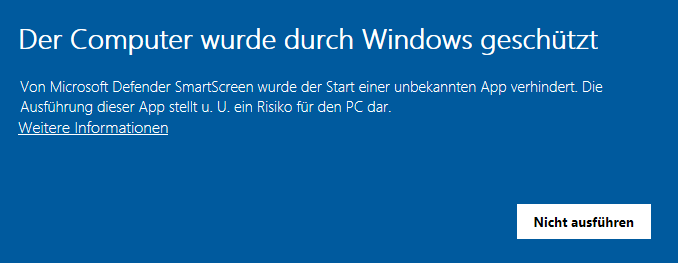 Der Computer wurde durch Windows geschützt
Von Microsoft Defender SmartScreen wurde der Start einer unbekannten App verhindert. Die
Ausführung dieser App stellt u. U. ein Risiko für den PC dar.
Weitere Informationen
Nicht ausführen